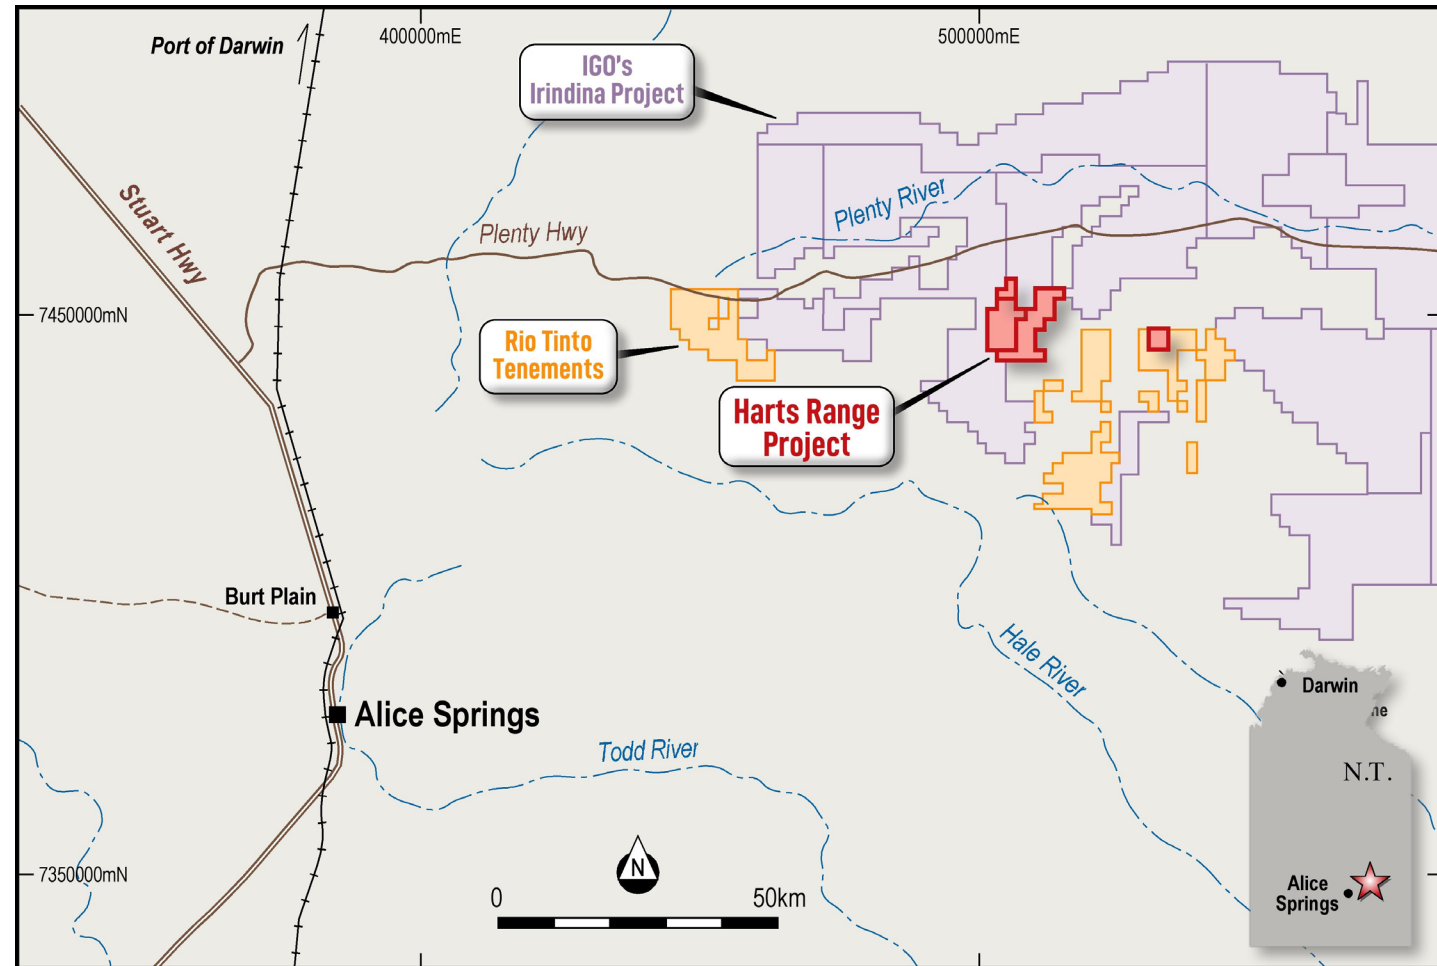 Port of Darwin
400000mE
500000mE
IGO's
Irindina Project
Stuart Hwy
Plenty Hwy
Plenty River
7450000mN
Rio Tinto
Tenements
Harts Range
Project
Burt Plain
Alice Springs
Hale River
Todd River
7350000mN
N
0
50km
Darwin
ne
N.T.
Alice
Springs